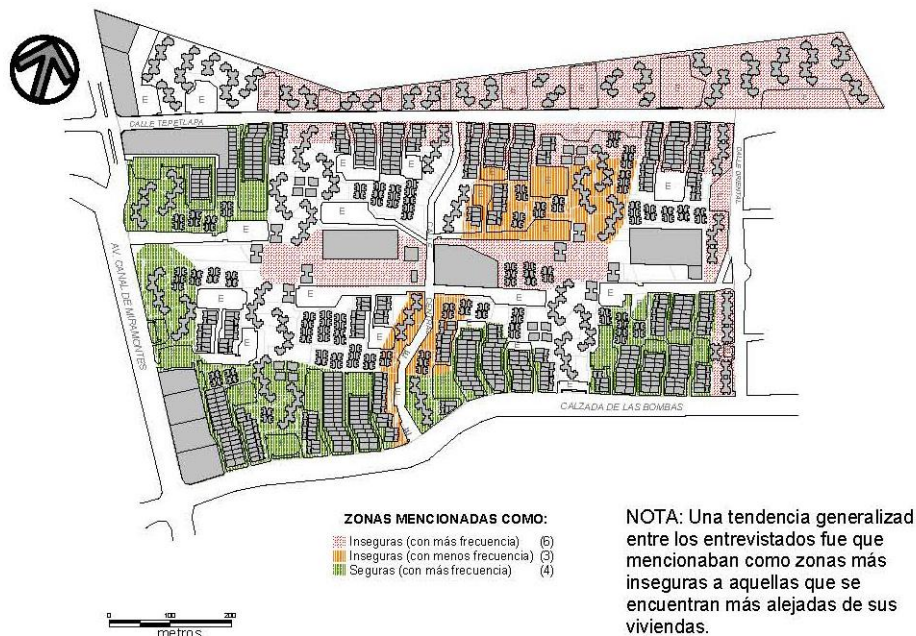 CALLE TEPETLAPA
CALLE ORIENTAL
AV. CANAL DE MIRAMONTES
CALZADA DE LAS BOMBAS
E
E
E
E
E
E
E
E
E
E
E
E
E
E
ZONAS MENCIONADAS COMO:
Inseguras (con más frecuencia) (6)
Inseguras (con menos frecuencia) (3)
Seguras (con más frecuencia) (4)
NOTA: Una tendencia generalizad
entre los entrevistados fue que
mencionaban como zonas más
inseguras a aquellas que se
encuentran más alejadas de sus
viviendas.
0 100 200
metros